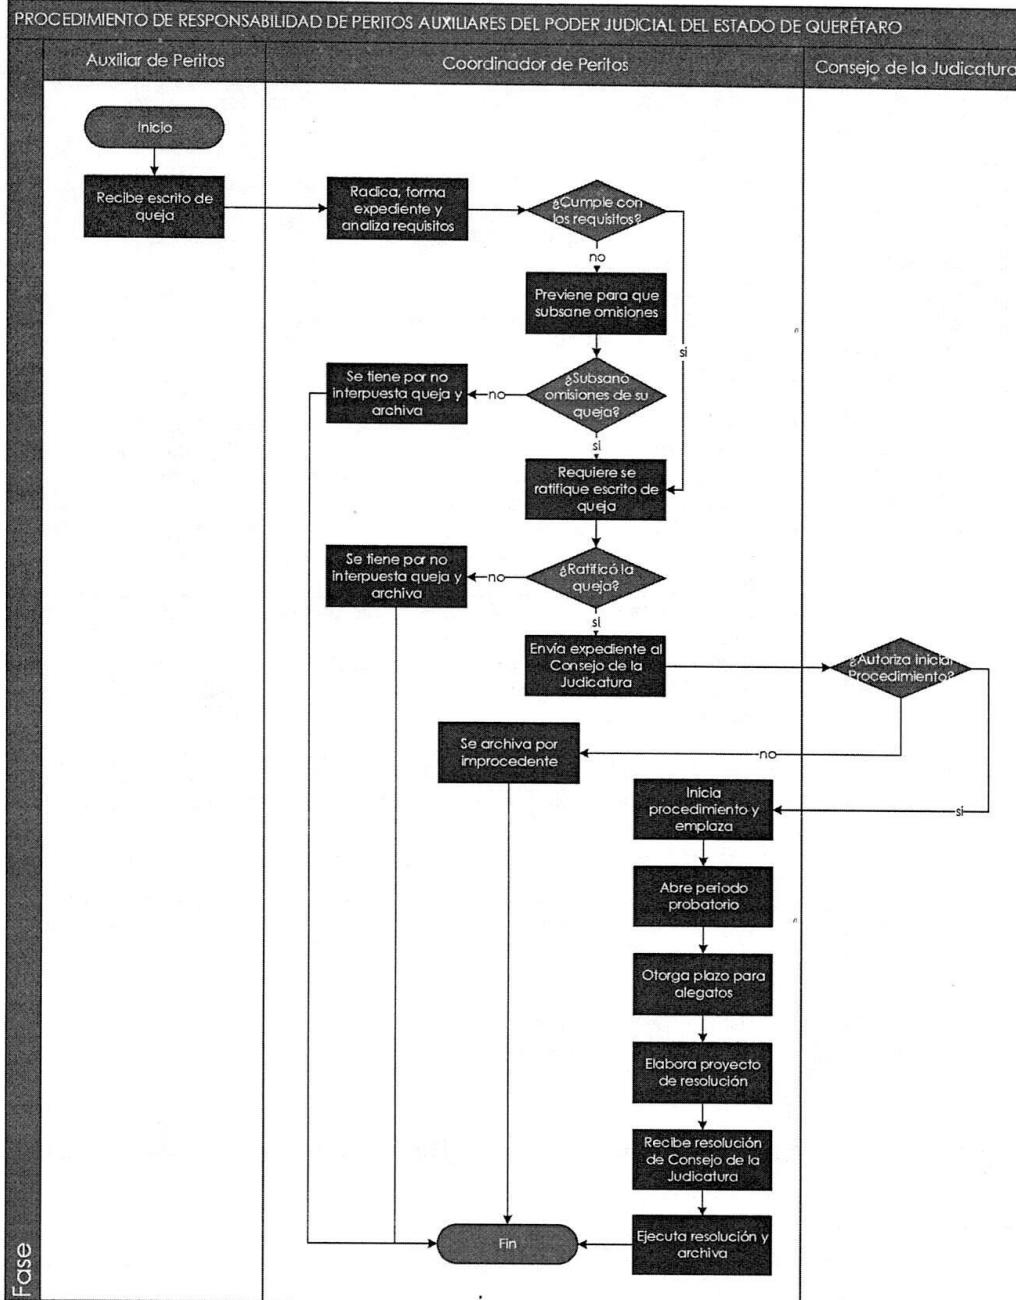 PROCEDIMIENTO DE RESPONSABILIDAD DE PERITOS AUXILIARES DEL PODER JUDICIAL DEL ESTADO DE QUERÉTARO
Auxiliar de Peritos
Coordinador de Peritos
Consejo de la Judicatura
Inicio
Recibe escrito de
queja
Radica, forma
expediente y
analiza requisitos
¿Cumple con
los requisitos?
no
si
Previene para que
subsane omisiones
¿Subsanó
omisiones de su
queja?
no
Se tiene por no
interpuesta queja y
archiva
si
Requiere se
ratifique escrito de
queja
¿Ratificó la
queja?
no
Se tiene por no
interpuesta queja y
archiva
si
Envía expediente al
Consejo de la
Judicatura
¿Autoriza iniciar
Procedimiento?
no
Se archiva por
improcedente
si
Inicia
procedimiento y
emplaza
Abre periodo
probatorio
Otorga plazo para
alegatos
Elabora proyecto
de resolución
Recibe resolución
de Consejo de la
Judicatura
Ejecuta resolución y
archiva
Fin
Fase